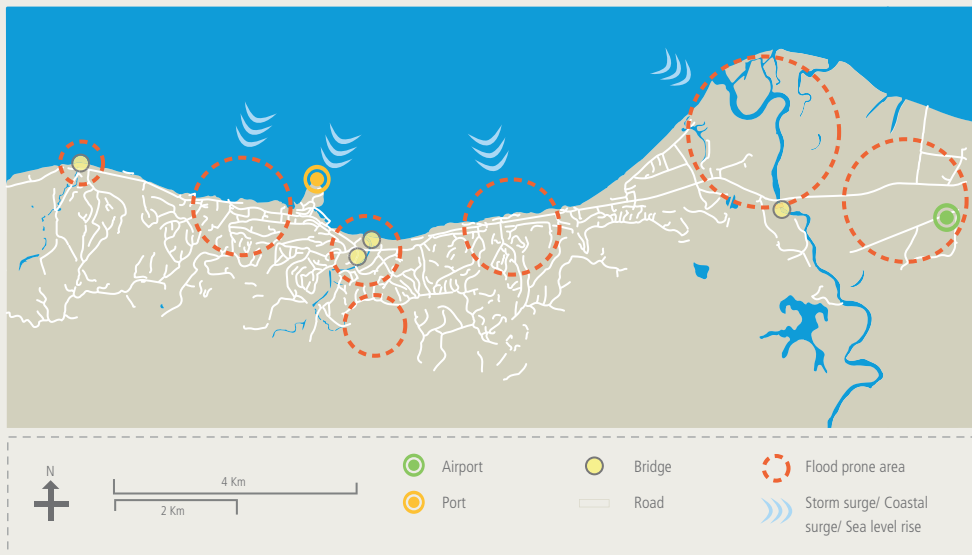 N
4 Km
2 Km
Airport
Port
Bridge
Road
Flood prone area
Storm surge/ Coastal
surge/ Sea level rise